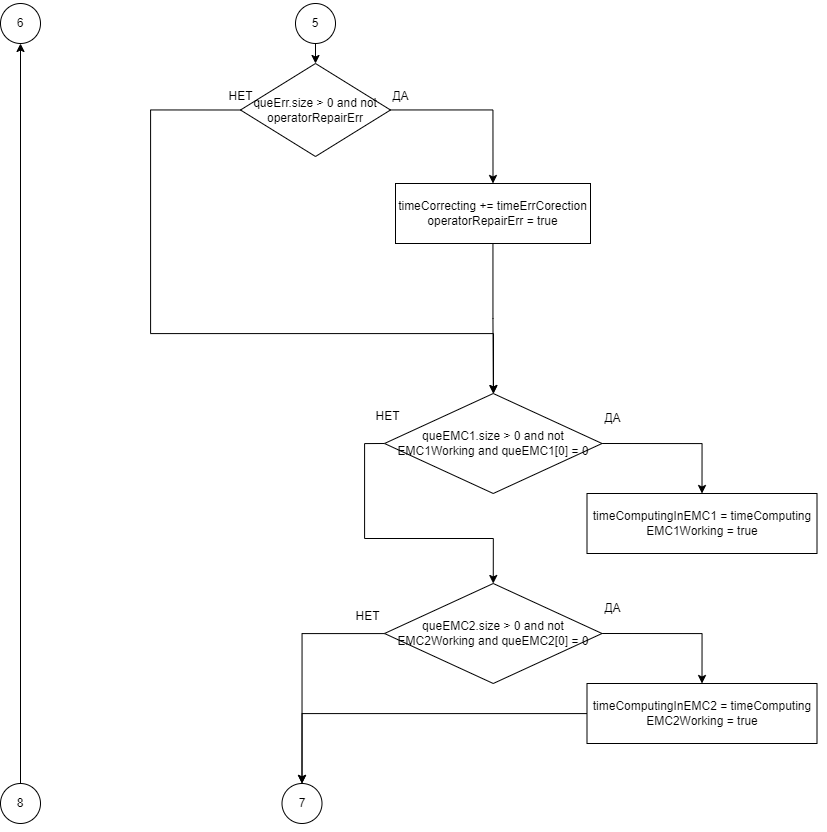 6
5
НЕТ
ДА
queErr.size > 0 and not
operatorRepairErr
timeCorrecting += timeErrCorection
operatorRepairErr = true
НЕТ
ДА
queEMC1.size > 0 and not
EMC1Working and queEMC1[0] = 0
timeComputingInEMC1 = timeComputing
EMC1Working = true
НЕТ
ДА
queEMC2.size > 0 and not
EMC2Working and queEMC2[0] = 0
timeComputingInEMC2 = timeComputing
EMC2Working = true
8
7